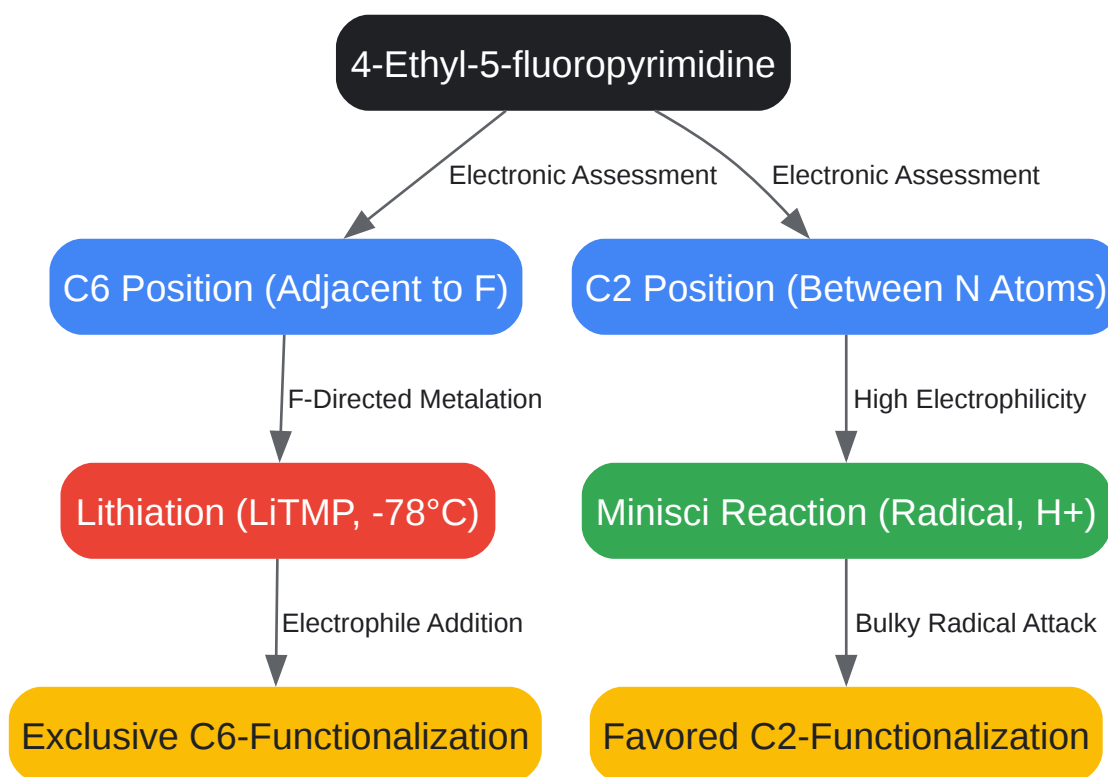 4-Ethyl-5-fluoropyrimidine
Electronic Assessment
Electronic Assessment
C6 Position (Adjacent to F)
C2 Position (Between N Atoms)
F-Directed Metalation
High Electrophilicity
Lithiation (LiTMP, -78°C)
Minisci Reaction (Radical, H+)
Electrophile Addition
Bulky Radical Attack
Exclusive C6-Functionalization
Favored C2-Functionalization